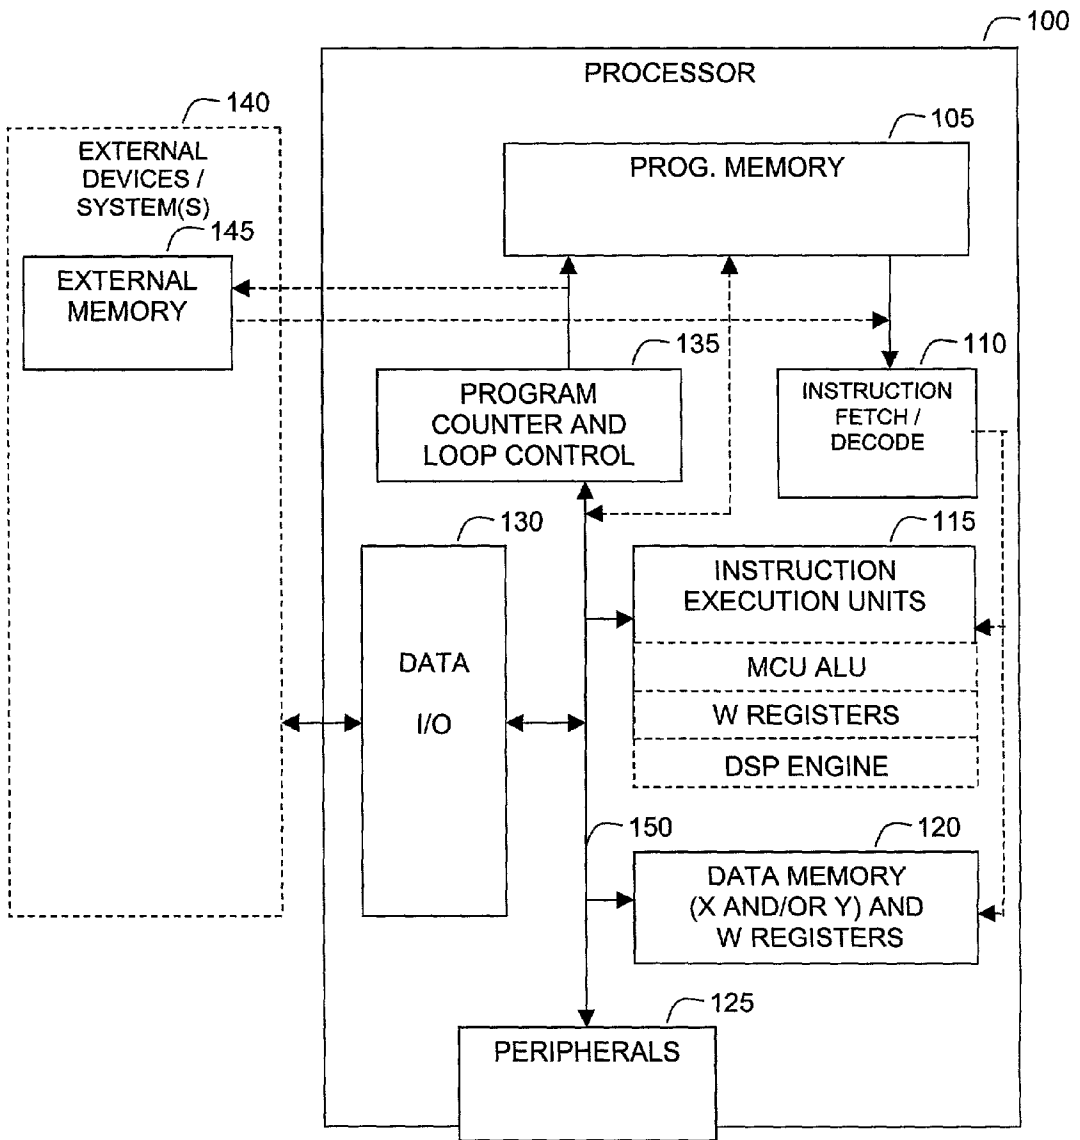 100
PROCESSOR
140
EXTERNAL
DEVICES /
SYSTEM(S)
105
PROG. MEMORY
145
EXTERNAL
MEMORY
135
PROGRAM
COUNTER AND
LOOP CONTROL
110
INSTRUCTION
FETCH /
DECODE
130
DATA
I/O
115
INSTRUCTION
EXECUTION UNITS
MCU ALU
W REGISTERS
DSP ENGINE
150
120
DATA MEMORY
(X AND/OR Y) AND
W REGISTERS
125
PERIPHERALS